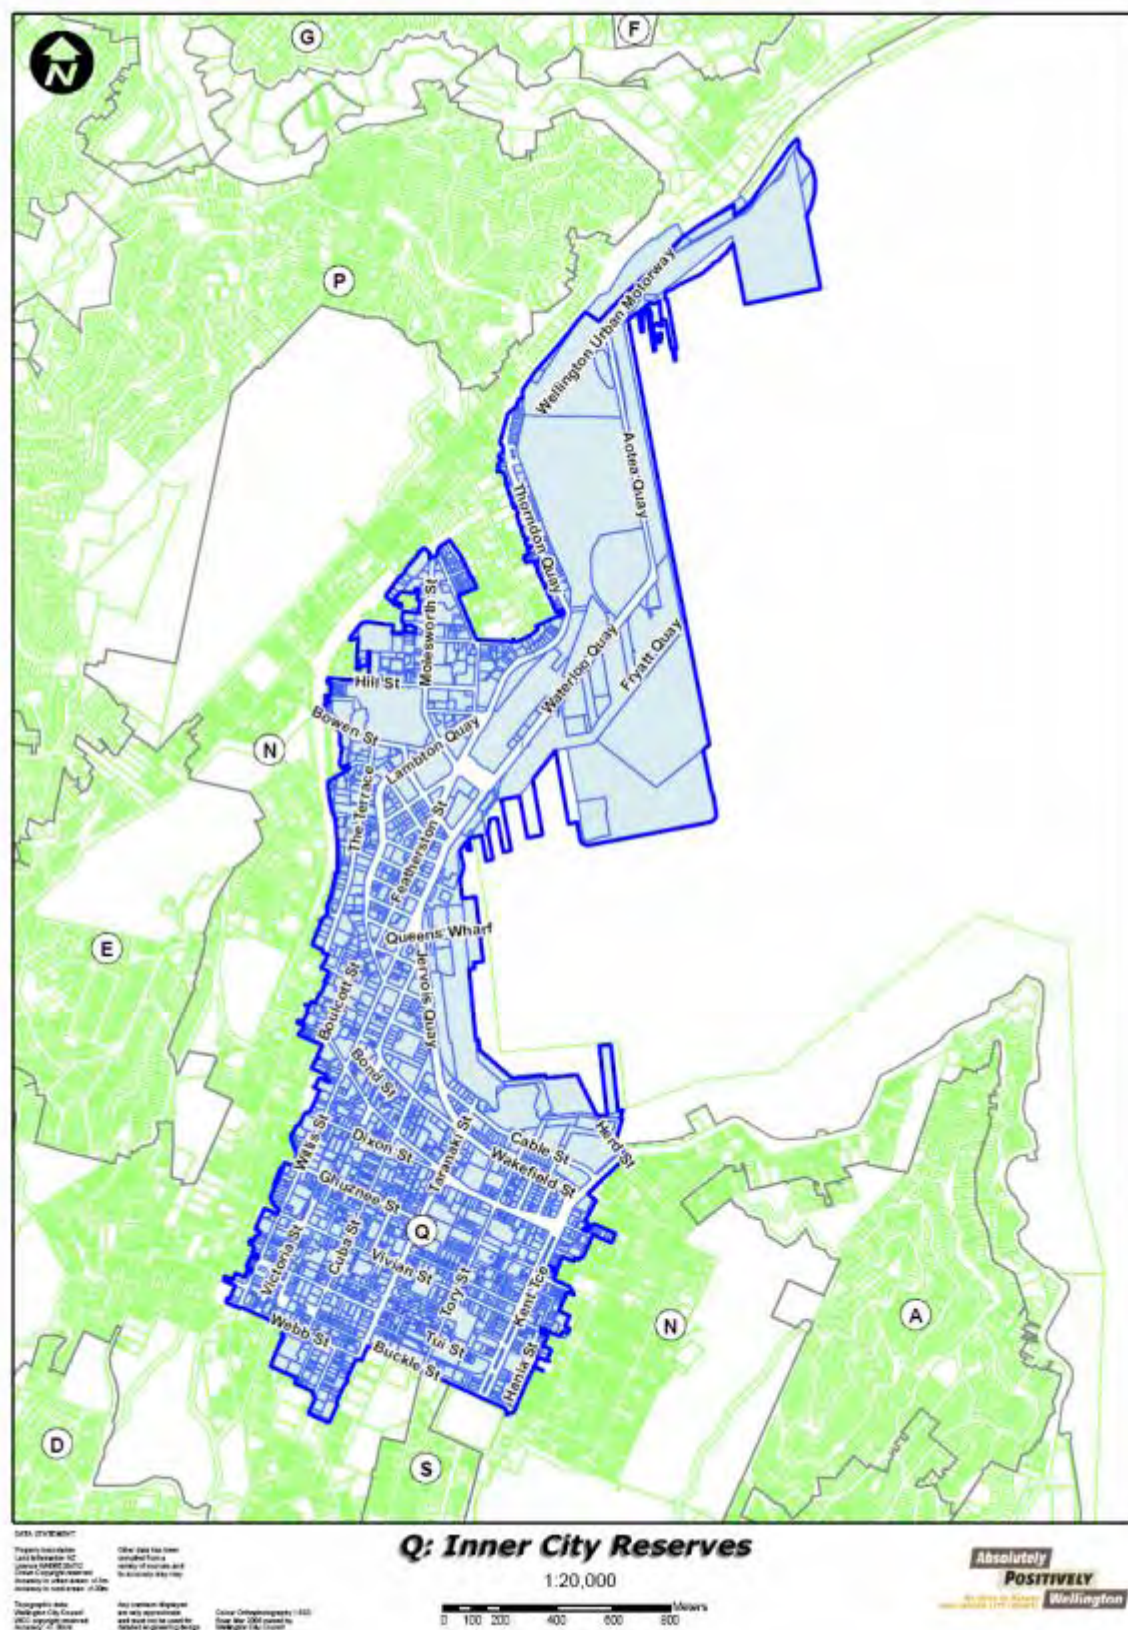 G
F
N
P
Wellington Urban Motorway
Aotea Quay
Thorndon Quay
Molesworth St
Waterloo Quay
Fryatt Quay
Hill St
Bowen St
N
Lambton Quay
The Terrace
Featherston St
Queens Wharf
E
Jervois Quay
Boulcott St
Bond St
Herd St
Willis St
Dixon St
Taranaki St
Cable St
Wakefield St
Ghuznee St
Q
Victoria St
Cuba St
Vivian St
Tory St
Kent Tce
N
A
Webb St
Tui St
Buckle St
Hania St
D
S
DATA STATEMENT
Q: Inner City Reserves
1:20,000
Meters
0 100 200 400 600 800
Absolutely
POSITIVELY
Wellington